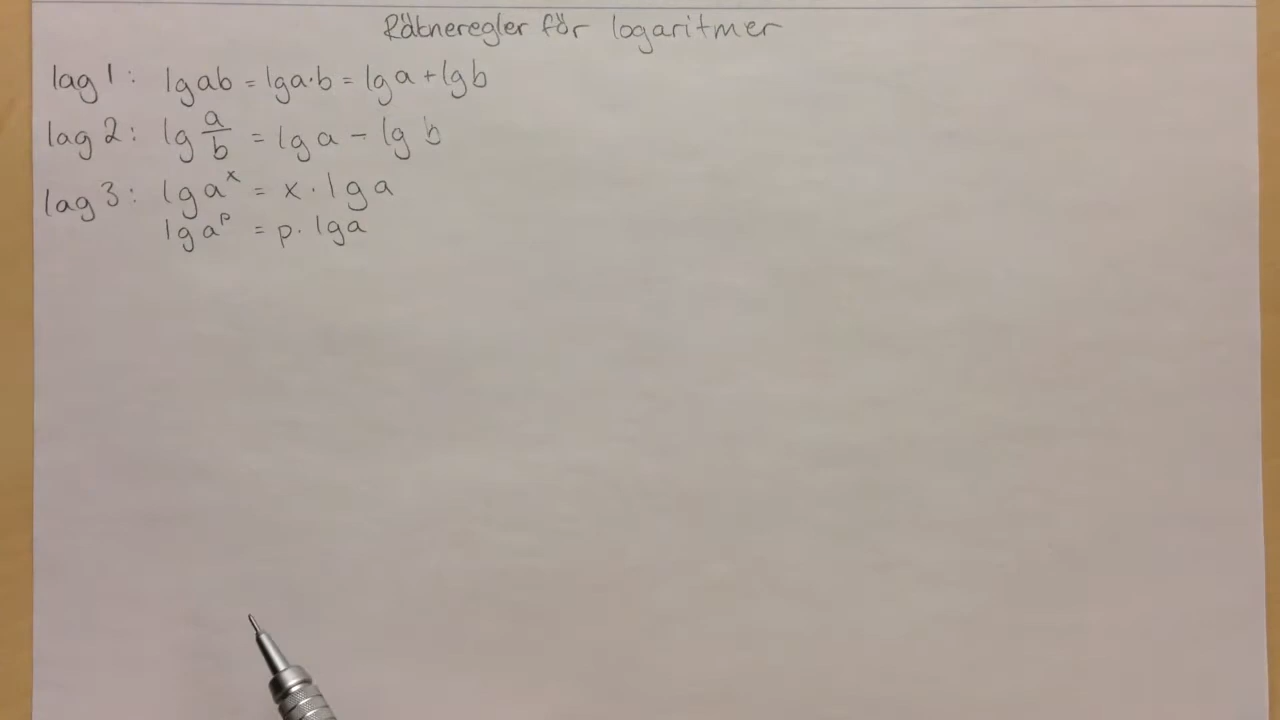 Räkneregler för logaritmer
lag 1: lg ab = lg a·b = lg a + lg b
lag 2: lg a/b = lg a - lg b
lag 3: lg a^x = x · lg a
lg a^p = p · lg a